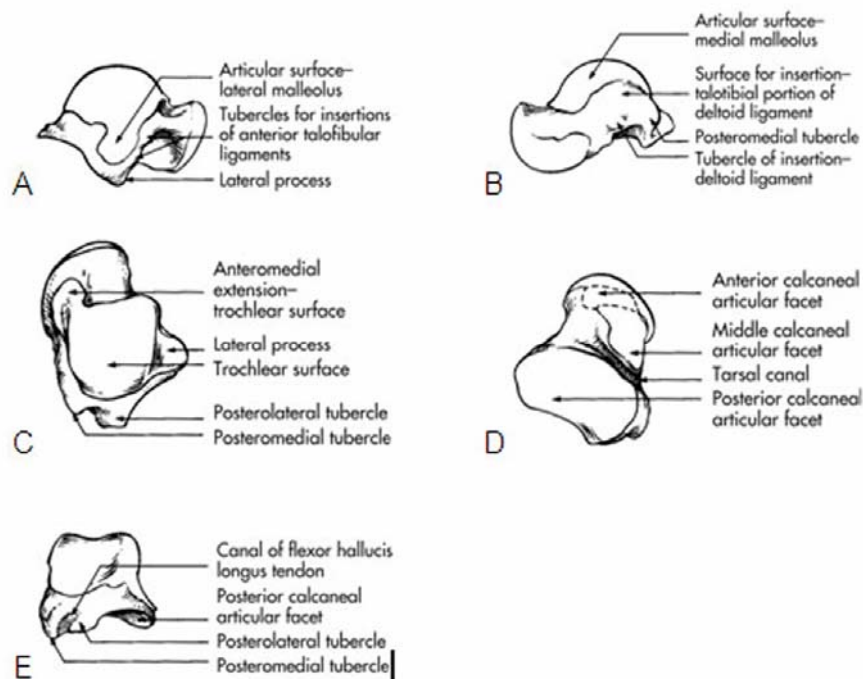 Articular surface–
lateral malleolus
Tubercles for insertions
of anterior talofibular
ligaments
Lateral process
A
Articular surface–
medial malleolus
Surface for insertion–
talotibial portion of
deltoid ligament
Posteromedial tubercle
Tubercle of insertion–
deltoid ligament
B
Anteromedial
extension–
trochlear surface
Lateral process
Trochlear surface
Posterolateral tubercle
Posteromedial tubercle
C
Anterior calcaneal
articular facet
Middle calcaneal
articular facet
Tarsal canal
Posterior calcaneal
articular facet
D
Canal of flexor hallucis
longus tendon
Posterior calcaneal
articular facet
Posterolateral tubercle
Posteromedial tubercle
E